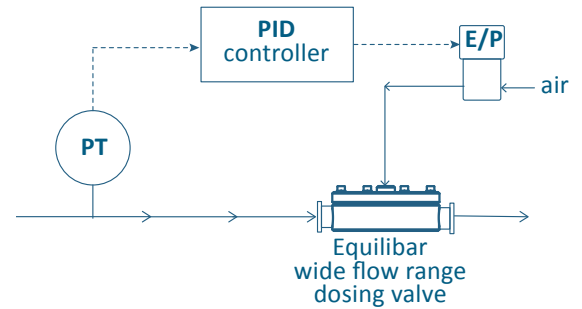 PID
controller
E/P
air
PT
Equilibar
wide flow range
dosing valve